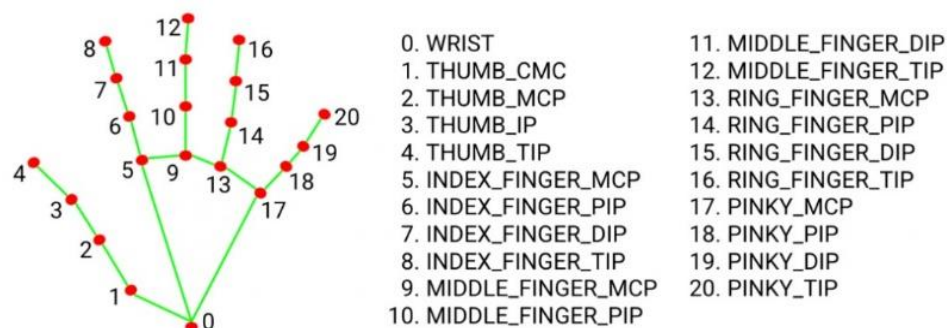 12
8
16
11
7
15
10
20
6
14
4
19
5
9
18
13
3
17
2
1
0
0. WRIST
1. THUMB_CMC
2. THUMB_MCP
3. THUMB_IP
4. THUMB_TIP
5. INDEX_FINGER_MCP
6. INDEX_FINGER_PIP
7. INDEX_FINGER_DIP
8. INDEX_FINGER_TIP
9. MIDDLE_FINGER_MCP
10. MIDDLE_FINGER_PIP
11. MIDDLE_FINGER_DIP
12. MIDDLE_FINGER_TIP
13. RING_FINGER_MCP
14. RING_FINGER_PIP
15. RING_FINGER_DIP
16. RING_FINGER_TIP
17. PINKY_MCP
18. PINKY_PIP
19. PINKY_DIP
20. PINKY_TIP